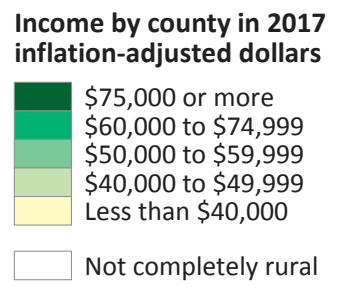 Income by county in 2017
inflation-adjusted dollars
$75,000 or more
$60,000 to $74,999
$50,000 to $59,999
$40,000 to $49,999
Less than $40,000
Not completely rural